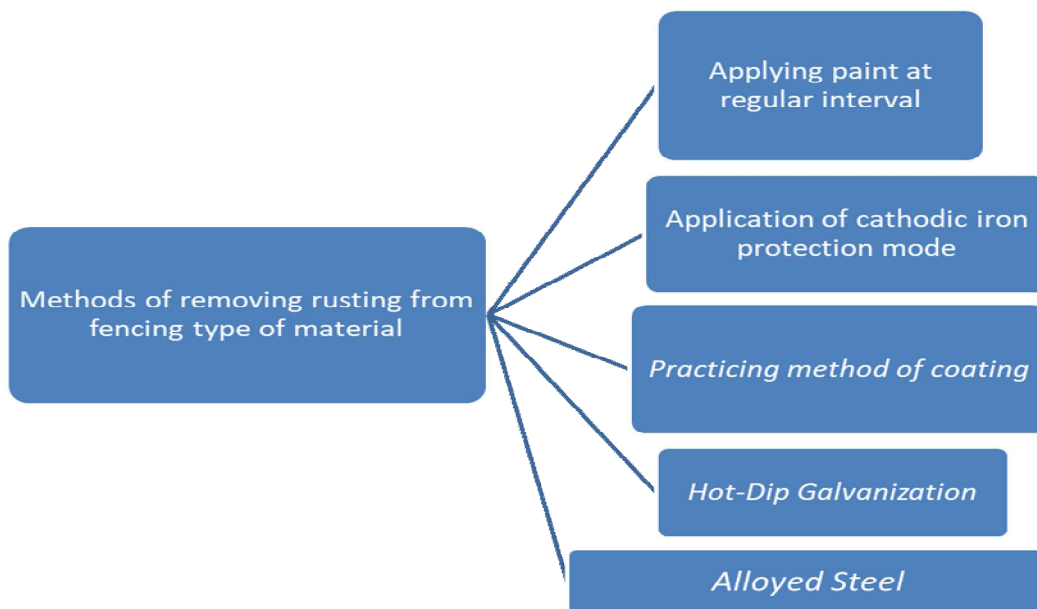 Applying paint at
regular interval
Application of cathodic iron
protection mode
Methods of removing rusting from
fencing type of material
Practicing method of coating
Hot-Dip Galvanization
Alloyed Steel